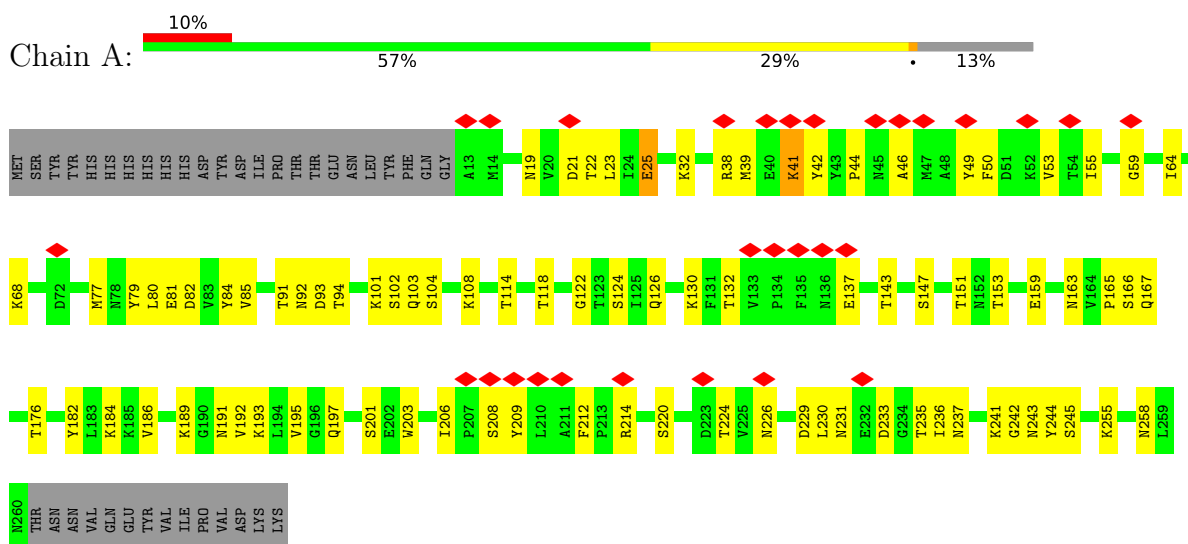 10%
Chain A:
57% 29% • 13%
MET SER TYR TYR HIS HIS HIS HIS HIS HIS ASP TYR ASP ILE PRO THR THR GLU ASN LEU TYR PHE GLN GLY A13 M14 N19 V20 D21 T22 L23 I24 E25 K32 R38 M39 E40 K41 Y42 Y43 P44 N45 A46 M47 A48 Y49 F50 D51 K52 V53 T54 I55 G59 I64
K68 D72 M77 N78 Y79 L80 E81 D82 V83 Y84 V85 T91 N92 D93 T94 K101 S102 Q103 S104 K108 T114 T118 G122 T123 S124 I125 Q126 K130 F131 T132 V133 P134 F135 N136 E137 T143 S147 T151 N152 T153 E159 N163 V164 P165 S166 Q167
T176 Y182 L183 K184 K185 V186 K189 G190 N191 V192 K193 L194 V195 G196 Q197 S201 E202 W203 I206 P207 S208 Y209 L210 A211 F212 P213 R214 S220 D223 T224 V225 N226 D229 L230 N231 E232 D233 G234 T235 I236 N237 K241 G242 N243 Y244 S245 K255 N258 L259
N260 THR ASN ASN VAL GLN GLU TYR VAL ILE PRO VAL ASP LYS LYS